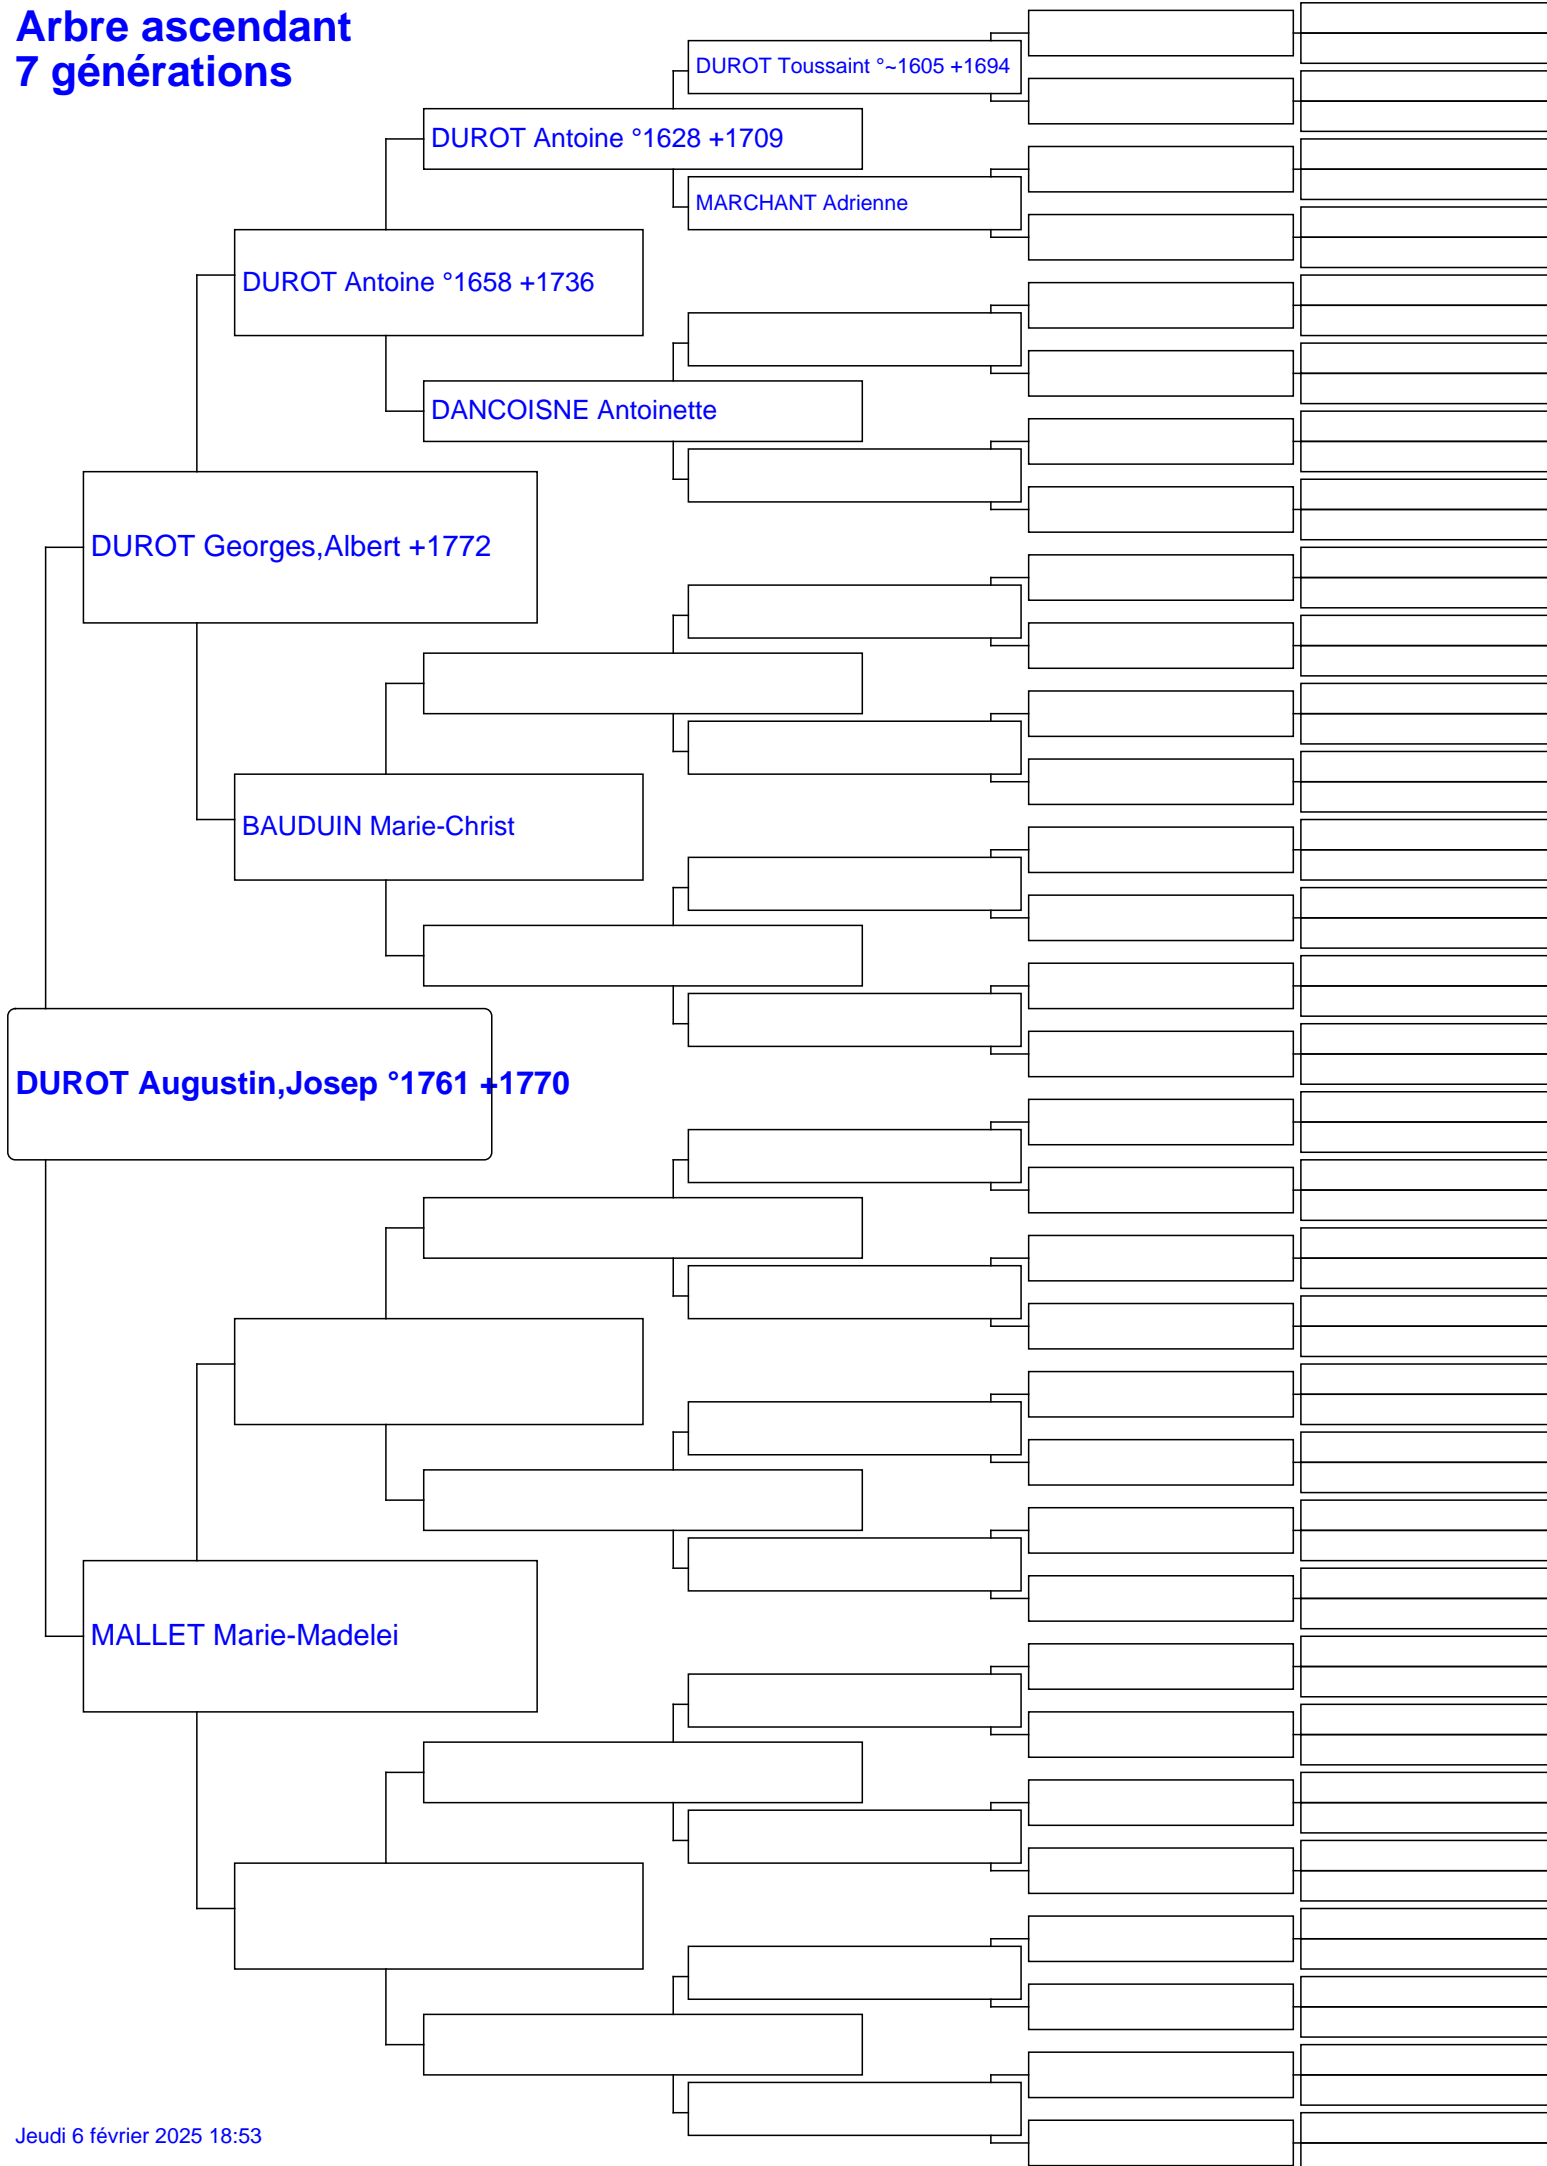 Arbre ascendant
7 générations
DUROT Toussaint °~1605 +1694
DUROT Antoine °1628 +1709
MARCHANT Adrienne
DUROT Antoine °1658 +1736
DANCOISNE Antoinette
DUROT Georges,Albert +1772
BAUDUIN Marie-Christ
DUROT Augustin,Josep °1761 +1770
MALLET Marie-Madelei
Jeudi 6 février 2025 18:53